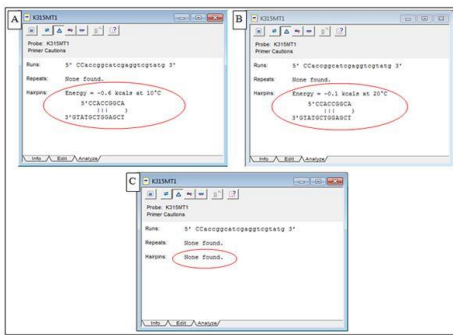 A
K315MT1
Probe: K315MT1
Primer Cautions
Runs: 5' CCaccggcatcgaggtcgtatg 3'
Repeats: None found.
Hairpins: Energy = -0.6 kcals at 10°C
5'CCACCGGCA
||| )
3'GTATGCTGGAGCT
Info Edit Analyze
B
K315MT1
Probe: K315MT1
Primer Cautions
Runs: 5' CCaccggcatcgaggtcgtatg 3'
Repeats: None found.
Hairpins: Energy = -0.1 kcals at 20°C
5'CCACCGGCA
||| )
3'GTATGCTGGAGCT
Info Edit Analyze
C
K315MT1
Probe: K315MT1
Primer Cautions
Runs: 5' CCaccggcatcgaggtcgtatg 3'
Repeats: None found.
Hairpins: None found.
Info Edit Analyze